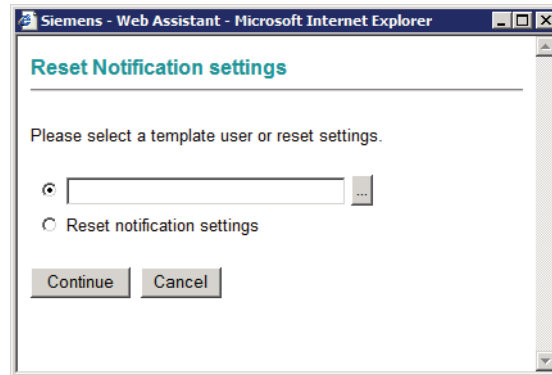 Siemens - Web Assistant - Microsoft Internet Explorer
Reset Notification settings
Please select a template user or reset settings.
...
Reset notification settings
Continue Cancel